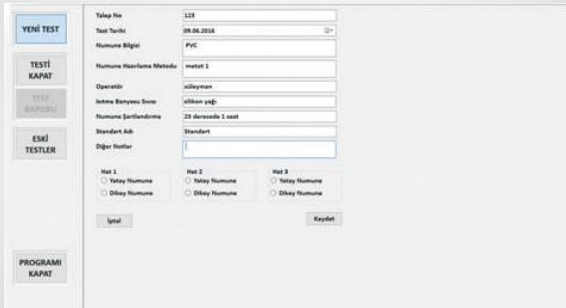 YENİ TEST
TESTİ
KAPAT
TEST
RAPORU
ESKİ
TESTLER
PROGRAMI
KAPAT
Talep No 123
Test Tarihi 09.06.2016
Numune Bilgisi PVC
Numune Hazırlama Metodu metot 1
Operatör süleyman
Isıtma Banyosu Sıvısı silikon yağı
Numune Şartlandırma 23 derecede 1 saat
Standart Adı Standart
Diğer Notlar
Hat 1 Hat 2 Hat 3
Yatay Numune Yatay Numune Yatay Numune
Dikey Numune Dikey Numune Dikey Numune
İptal Kaydet